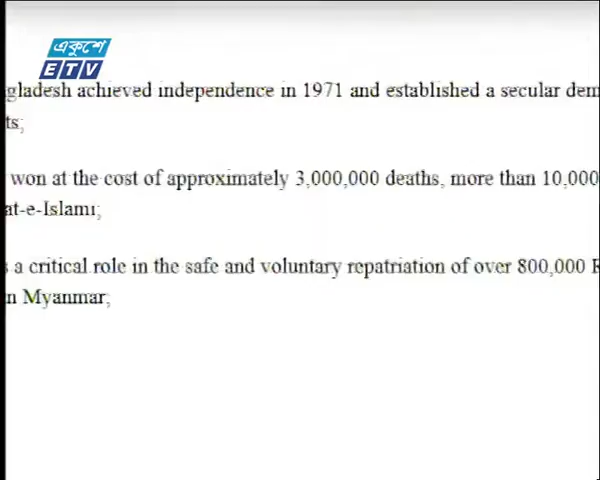 একুশে
ETV
gladesh achieved independence in 1971 and established a secular dem
ts;
won at the cost of approximately 3,000,000 deaths, more than 10,000
at-e-Islami;
a critical role in the safe and voluntary repatriation of over 800,000
n Myanmar;